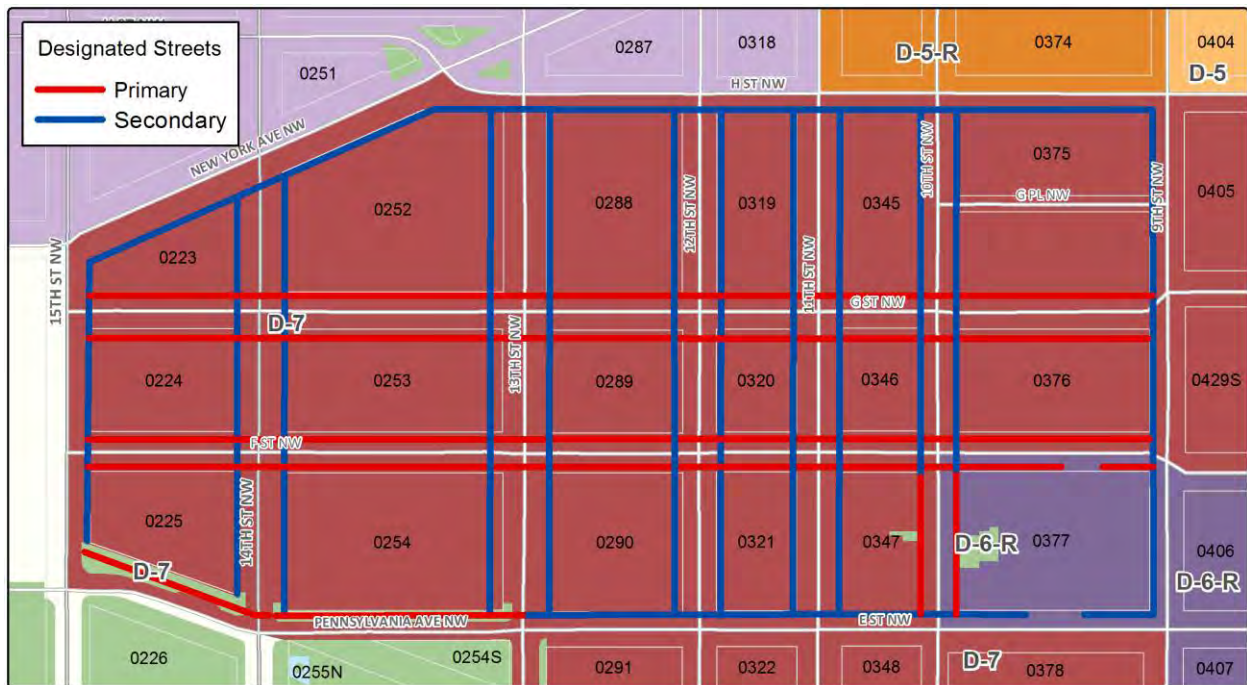 Designated Streets
Primary
Secondary
0251
0287
0318
D-5-R
0374
0404
D-5
H ST NW
NEW YORK AVE NW
0252
0288
12TH ST NW
0319
0345
10TH ST NW
0375
G PL NW
9TH ST NW
0405
15TH ST NW
0223
11TH ST NW
G ST NW
D-7
13TH ST NW
0224
0253
0289
0320
0346
0376
0429S
F ST NW
0225
14TH ST NW
0254
0290
0321
0347
D-6-R
0377
0406
D-6-R
D-7
PENNSYLVANIA AVE NW
E ST NW
0226
0255N
0254S
0291
0322
0348
D-7
0378
0407